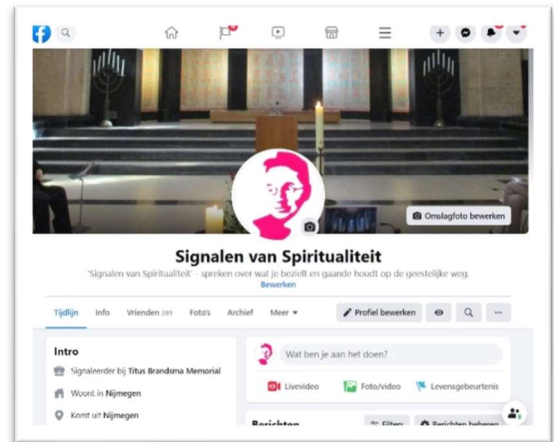 Omslagfoto bewerken
Signalen van Spiritualiteit
'Signalen van Spiritualiteit' - spreken over wat je bezielt en gaande houdt op de geestelijke weg.
Bewerken
Tijdlijn Info Vrienden 289 Foto's Archief Meer Profiel bewerken
Intro
Signaleerder bij Titus Brandsma Memorial
Woont in Nijmegen
Komt uit Nijmegen
Wat ben je aan het doen?
Livevideo Foto/video Levensgebeurtenis
Berichten Filters Berichten beheren